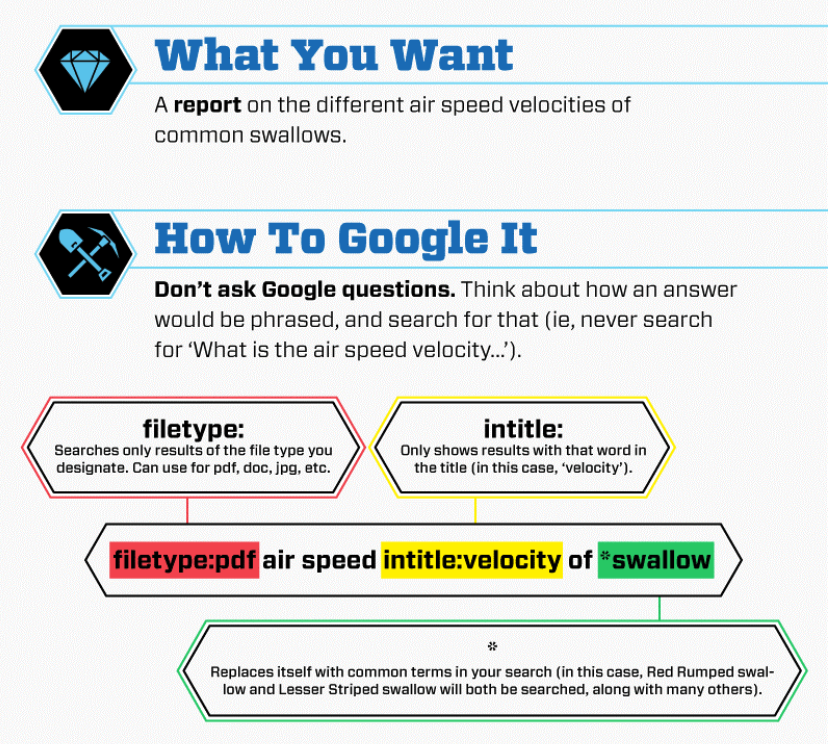 What You Want
A report on the different air speed velocities of
common swallows.
How To Google It
Don't ask Google questions. Think about how an answer
would be phrased, and search for that (ie, never search
for ‘What is the air speed velocity...’).
filetype:
Searches only results of the file type you
designate. Can use for pdf, doc, jpg, etc.
intitle:
Only shows results with that word in
the title (in this case, ‘velocity’).
filetype:pdf air speed intitle:velocity of *swallow
*
Replaces itself with common terms in your search (in this case, Red Rumped swal-
low and Lesser Striped swallow will both be searched, along with many others).